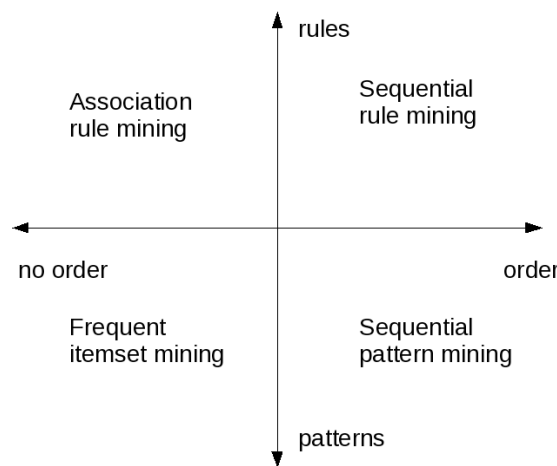 rules
Association
rule mining
Sequential
rule mining
no order
order
Frequent
itemset mining
Sequential
pattern mining
patterns